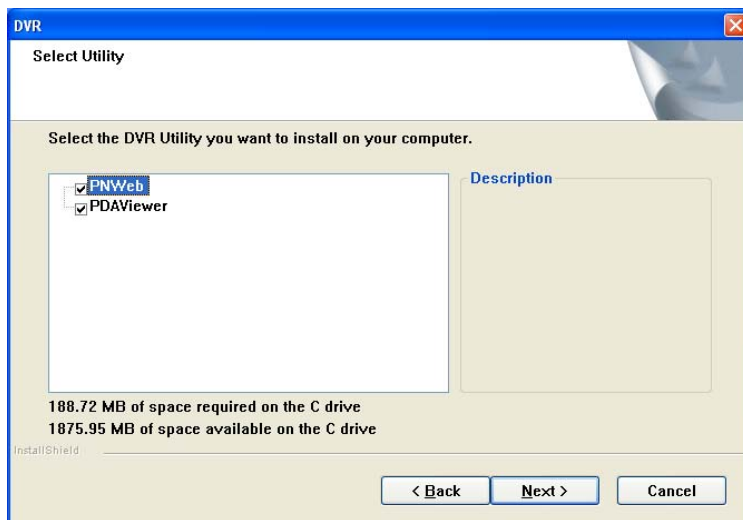 DVR
Select Utility
Select the DVR Utility you want to install on your computer.
PNWeb
PDAViewer
Description
188.72 MB of space required on the C drive
1875.95 MB of space available on the C drive
InstallShield
< Back
Next >
Cancel